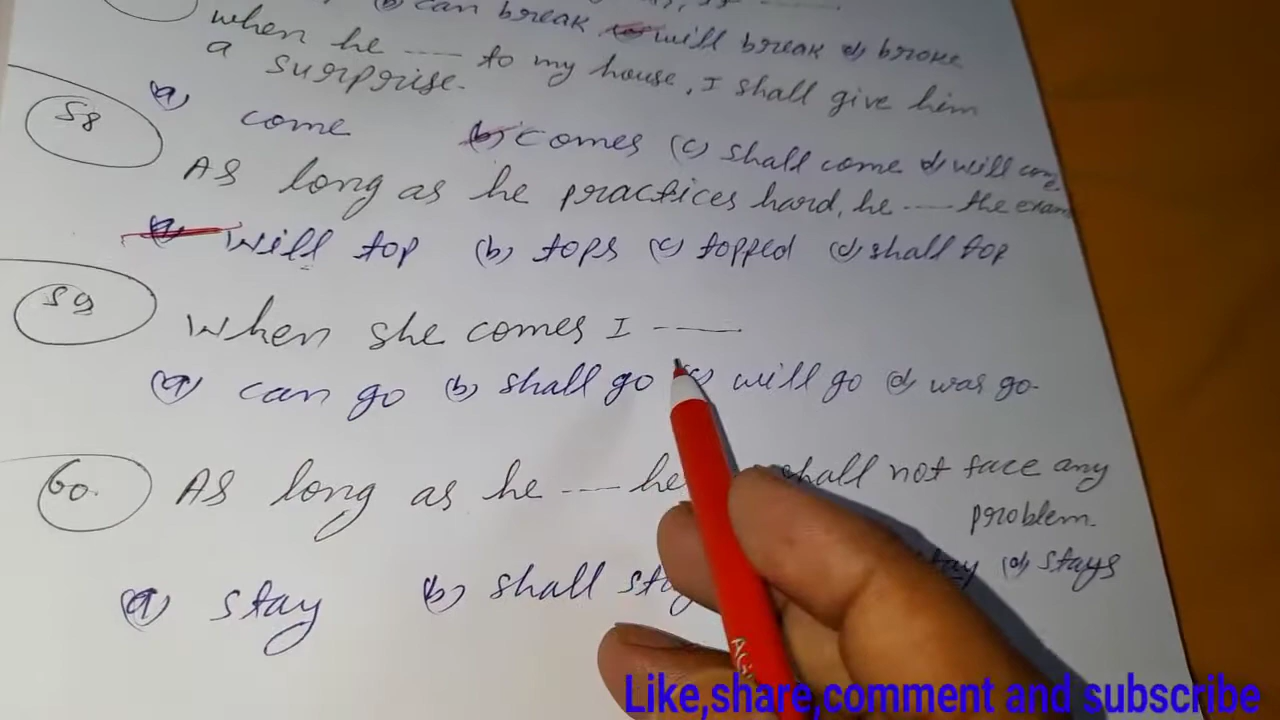 (b) can break will break (d) broke
when he ---- to my house, I shall give him
a surprise.
(a) come (b) comes (c) shall come (d) will come
58 As long as he practices hard, he ---- the exam
(a) will top (b) tops (c) topped (d) shall top
59 When she comes I ----
(a) can go (b) shall go (c) will go (d) was go.
60. As long as he ---- shall not face any
problem.
(a) stay (b) shall stay (d) stays
AG
Like,share,comment and subscribe